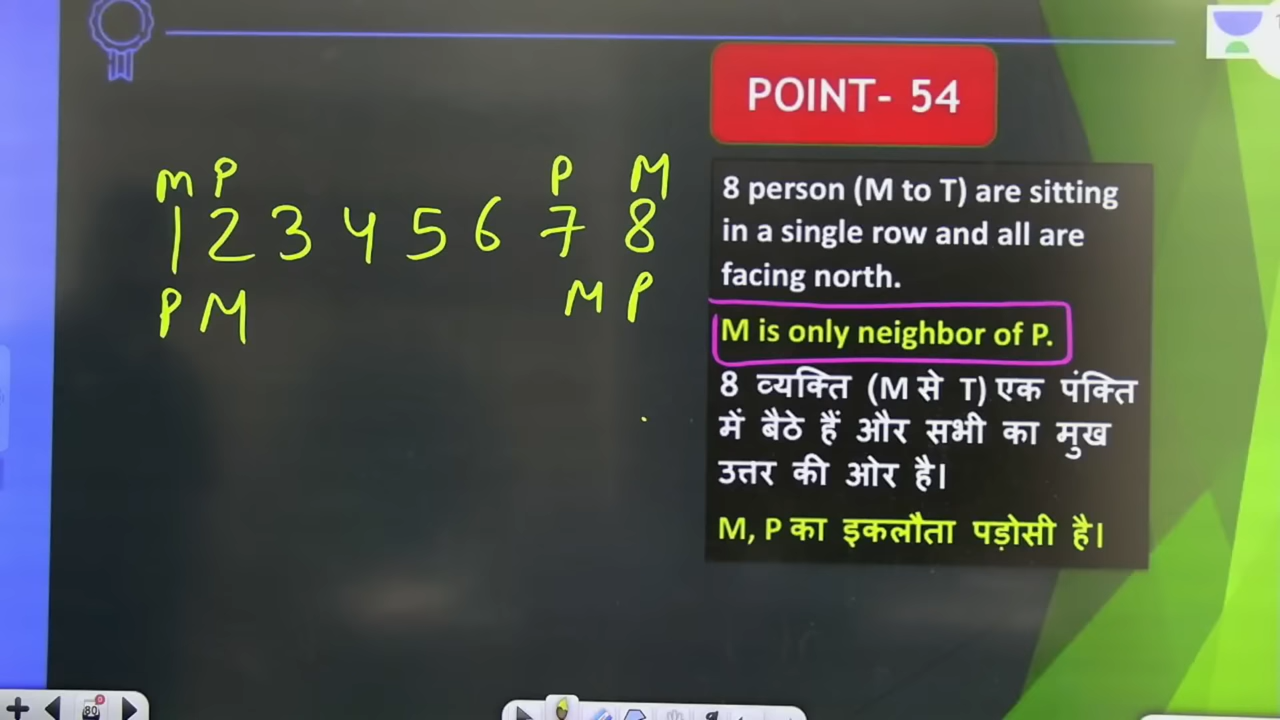 POINT- 54
M P P M
1 2 3 4 5 6 7 8
P M M P
8 person (M to T) are sitting
in a single row and all are
facing north.
M is only neighbor of P.
8 व्यक्ति (M से T) एक पंक्ति
में बैठे हैं और सभी का मुख
उत्तर की ओर है।
M, P का इकलौता पड़ोसी है।
80